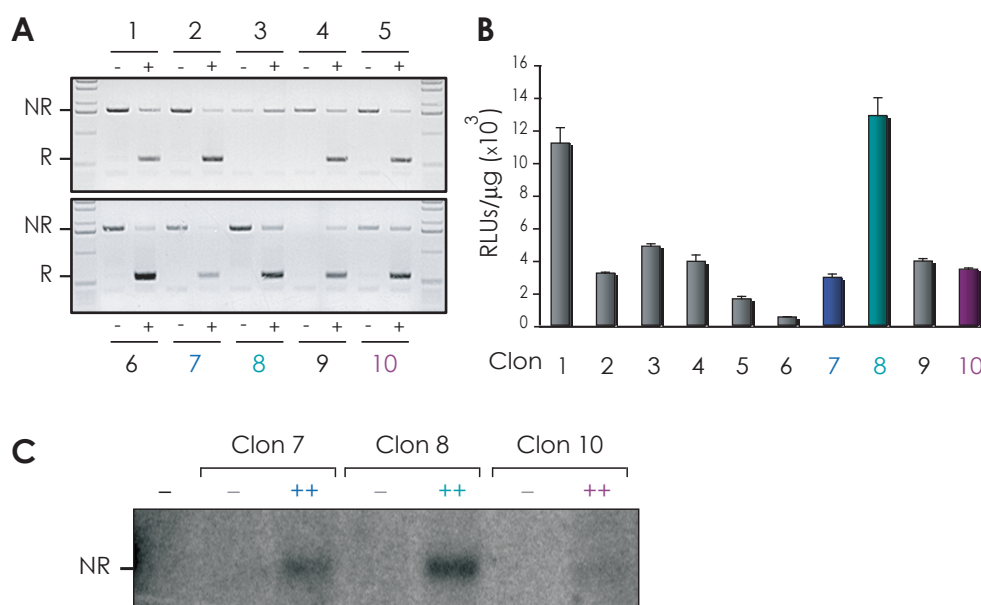 A
1 2 3 4 5
- + - + - + - + - +
NR
R
NR
R
- + - + - + - + - +
6 7 8 9 10
B
RLUs/µg (x10³)
16
14
12
10
8
6
4
2
0
Clon 1 2 3 4 5 6 7 8 9 10
C
Clon 7 Clon 8 Clon 10
– – ++ – ++ – ++
NR